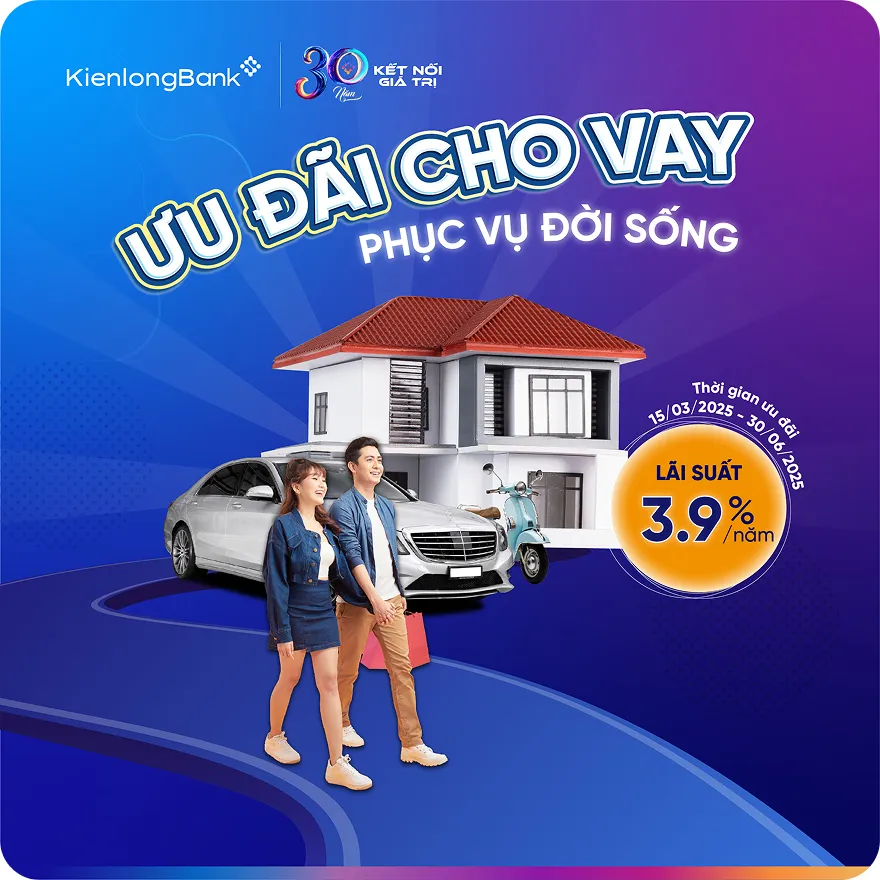 KienlongBank
30 Năm
KẾT NỐI
GIÁ TRỊ
ƯU ĐÃI CHO VAY
PHỤC VỤ ĐỜI SỐNG
Thời gian ưu đãi
15/03/2025 - 30/06/2025
LÃI SUẤT
3.9%/năm